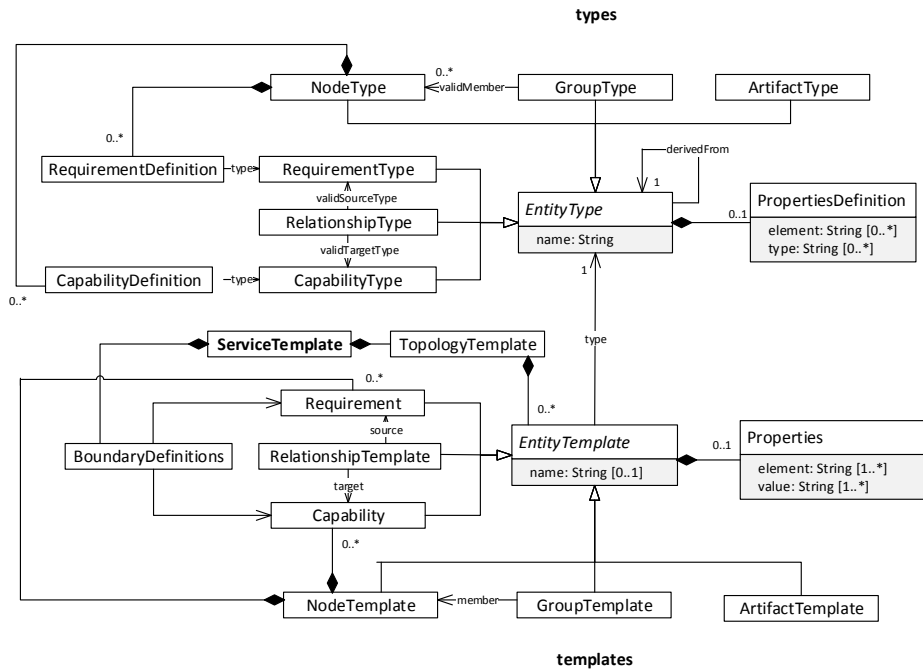 types
0..*
NodeType
validMember
GroupType
ArtifactType
0..*
derivedFrom
RequirementDefinition
type
RequirementType
1
validSourceType
EntityType
PropertiesDefinition
RelationshipType
0..1
name: String
element: String [0..*]
type: String [0..*]
validTargetType
1
CapabilityDefinition
type
CapabilityType
0..*
type
ServiceTemplate
TopologyTemplate
0..*
Requirement
0..*
source
EntityTemplate
Properties
0..1
BoundaryDefinitions
RelationshipTemplate
name: String [0..1]
element: String [1..*]
value: String [1..*]
target
Capability
0..*
NodeTemplate
member
GroupTemplate
ArtifactTemplate
templates